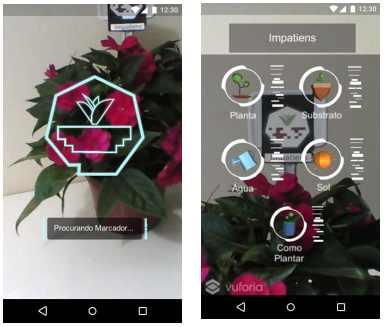 12:30
Procurando Marcador...
12:30
Impatiens
Planta
Substrato
Impatiens
Água
Sol
Como
Plantar
vuforia